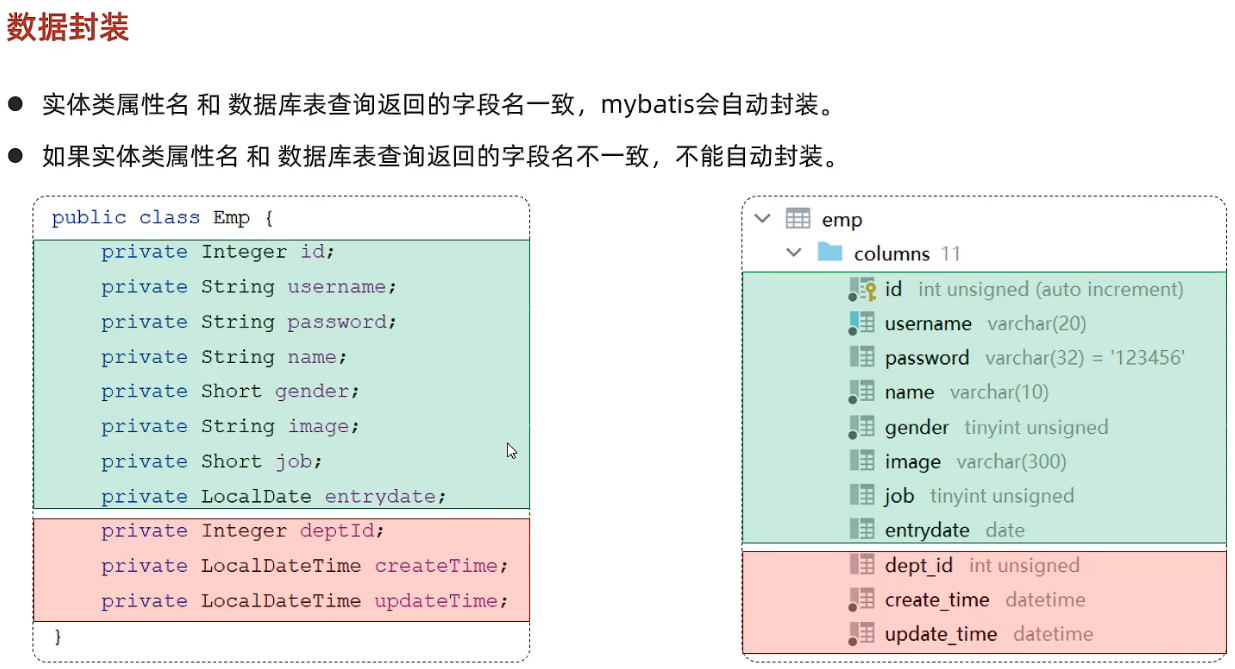 数据封装
● 实体类属性名 和 数据库表查询返回的字段名一致，mybatis会自动封装。
● 如果实体类属性名 和 数据库表查询返回的字段名不一致，不能自动封装。
public class Emp {
private Integer id;
private String username;
private String password;
private String name;
private Short gender;
private String image;
private Short job;
private LocalDate entrydate;
private Integer deptId;
private LocalDateTime createTime;
private LocalDateTime updateTime;
}
emp
columns 11
id int unsigned (auto increment)
username varchar(20)
password varchar(32) = '123456'
name varchar(10)
gender tinyint unsigned
image varchar(300)
job tinyint unsigned
entrydate date
dept_id int unsigned
create_time datetime
update_time datetime